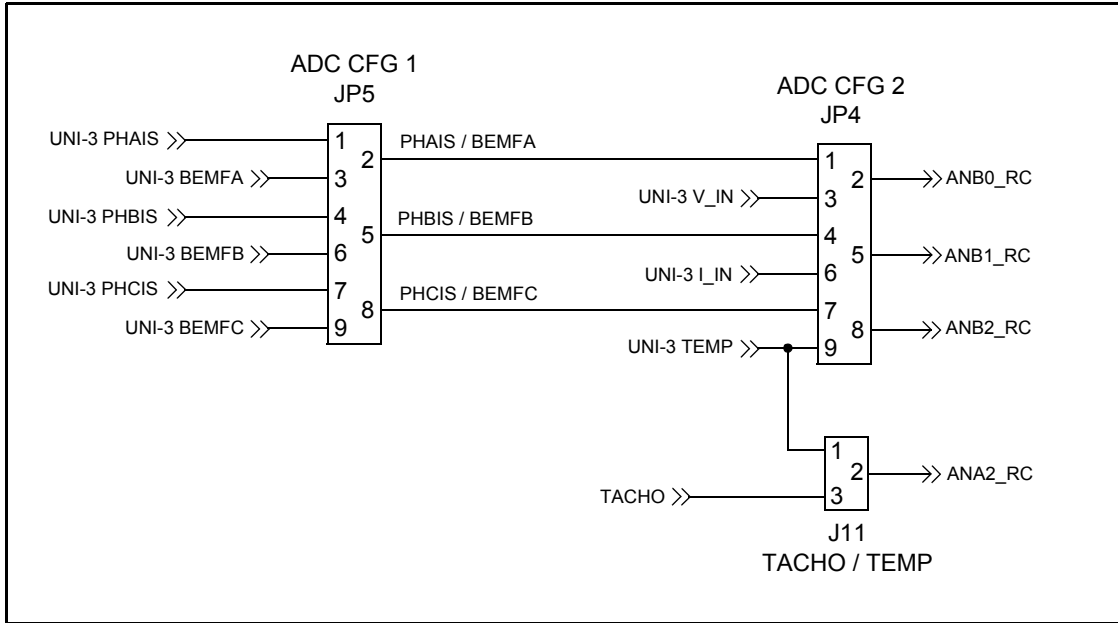 ADC CFG 1
JP5
UNI-3 PHAIS
UNI-3 BEMFA
UNI-3 PHBIS
UNI-3 BEMFB
UNI-3 PHCIS
UNI-3 BEMFC
1
2
3
4
5
6
7
8
9
PHAIS / BEMFA
PHBIS / BEMFB
PHCIS / BEMFC
ADC CFG 2
JP4
UNI-3 V_IN
UNI-3 I_IN
UNI-3 TEMP
1
2
3
4
5
6
7
8
9
ANB0_RC
ANB1_RC
ANB2_RC
TACHO
1
2
3
ANA2_RC
J11
TACHO / TEMP